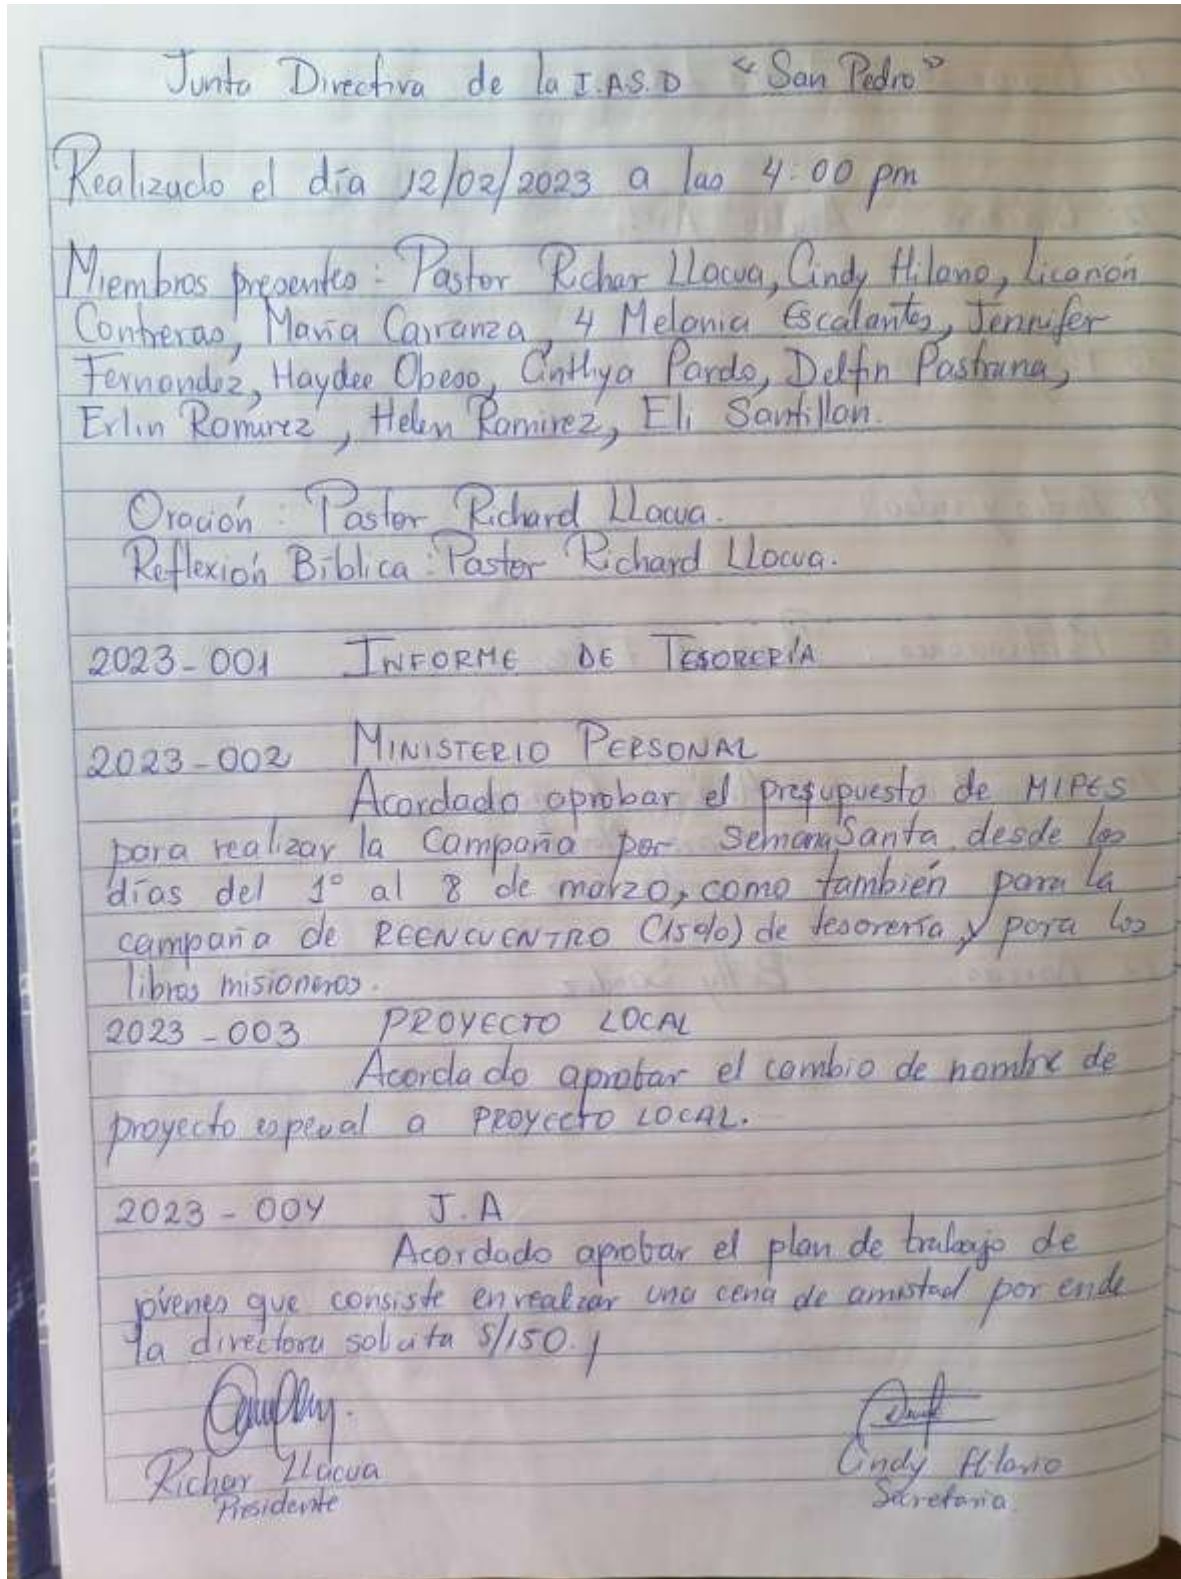 Junta Directiva de la I.A.S.D "San Pedro"
Realizado el día 12/02/2023 a las 4:00 pm
Miembros presentes: Pastor Richar Llacua, Cindy Hilario, Licanón
Contreras, María Carranza, 4 Melania Escalantes, Jennifer
Fernandez, Haydee Obeso, Cinthya Pardo, Delfin Pastrana,
Erlin Ramirez, Helen Ramirez, Eli Santillan.
Oración: Pastor Richard Llacua.
Reflexión Bíblica: Pastor Richard Llacua.
2023-001 INFORME DE TESORERÍA
2023-002 MINISTERIO PERSONAL
Acordado aprobar el presupuesto de MIPES
para realizar la Campaña por Semana Santa desde los
días del 1° al 8 de marzo, como también para la
campaña de REENCUENTRO (15%) de tesorería y para los
libros misioneros.
2023-003 PROYECTO LOCAL
Acordado aprobar el cambio de nombre de
proyecto especial a PROYECTO LOCAL.
2023-004 J.A
Acordado aprobar el plan de trabajo de
jóvenes que consiste en realizar una cena de amistad por ende
la directora solicita S/150.
Richar Llacua
Presidente
Cindy Hilario
Secretaria